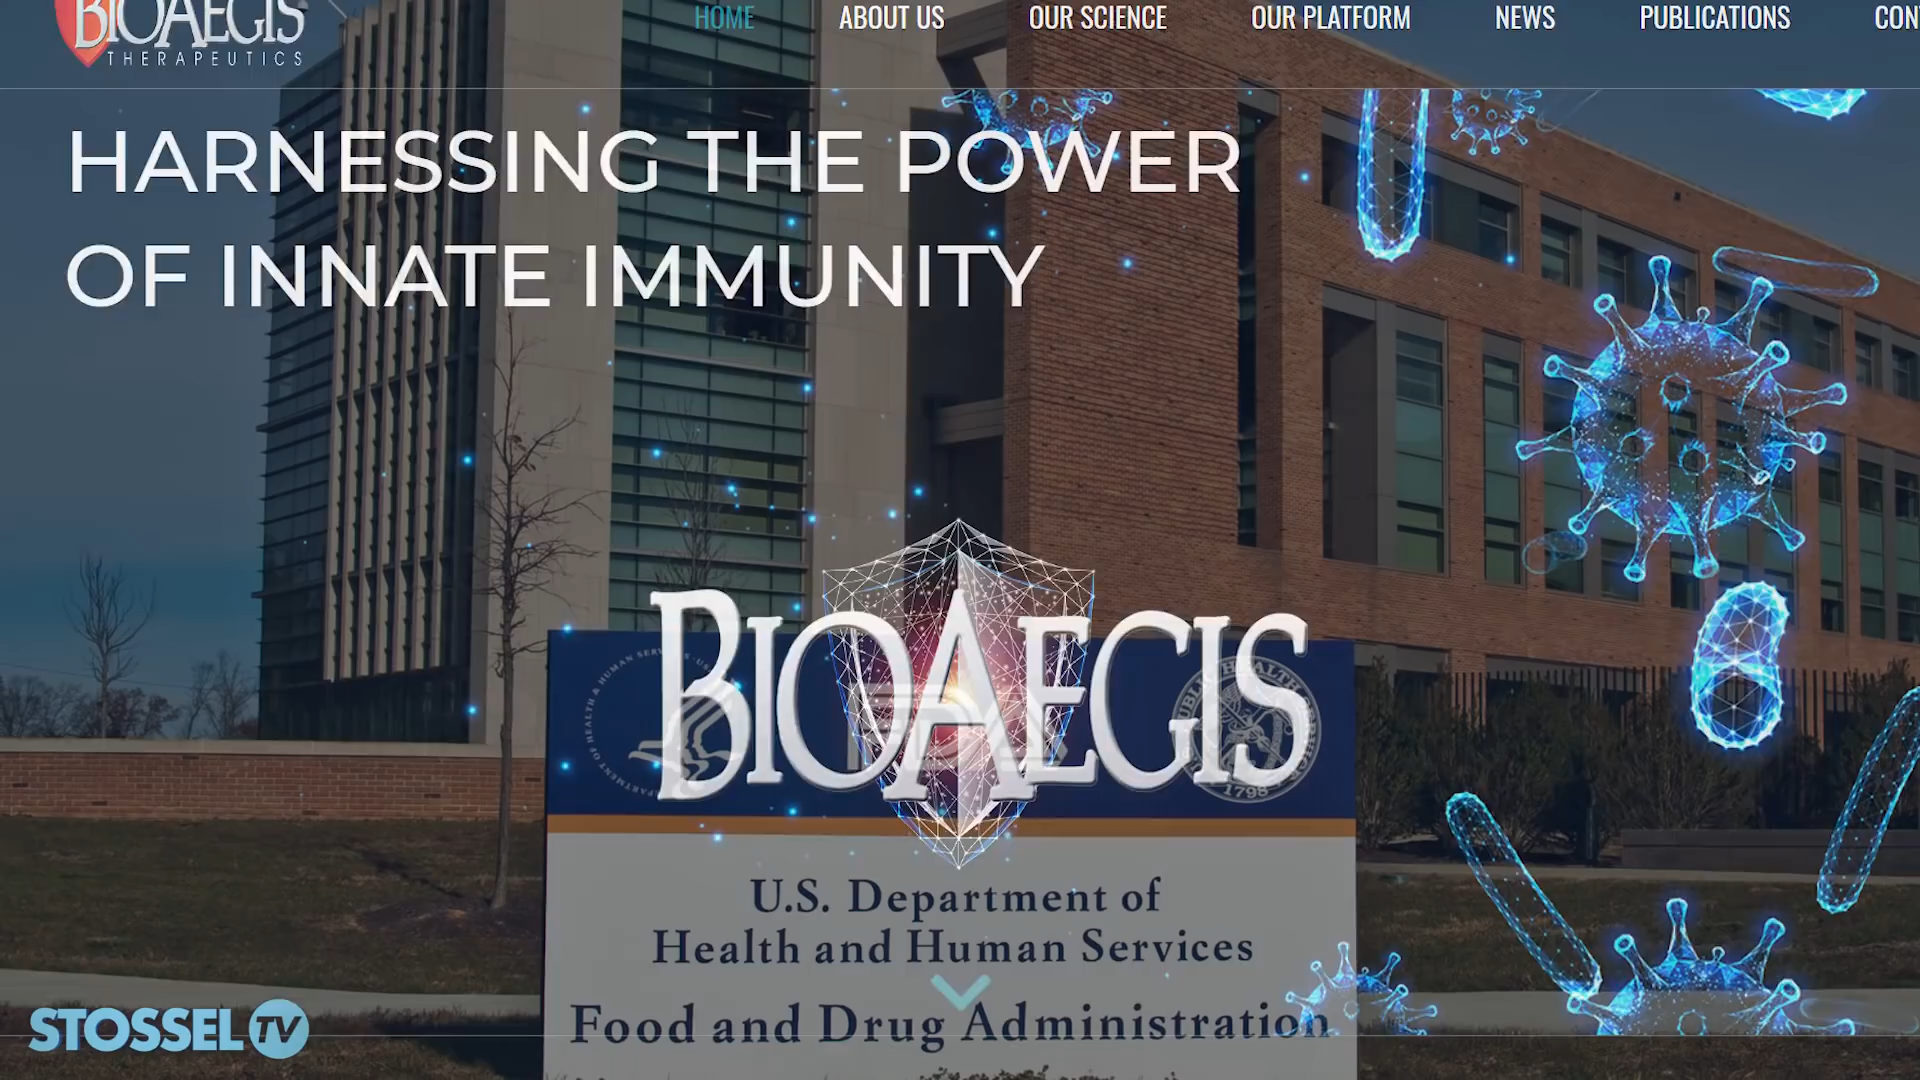 BIOAEGIS
THERAPEUTICS
HOME
ABOUT US
OUR SCIENCE
OUR PLATFORM
NEWS
PUBLICATIONS
HARNESSING THE POWER
OF INNATE IMMUNITY
BIOAEGIS
1798
U.S. Department of
Health and Human Services
Food and Drug Administration
STOSSEL TV